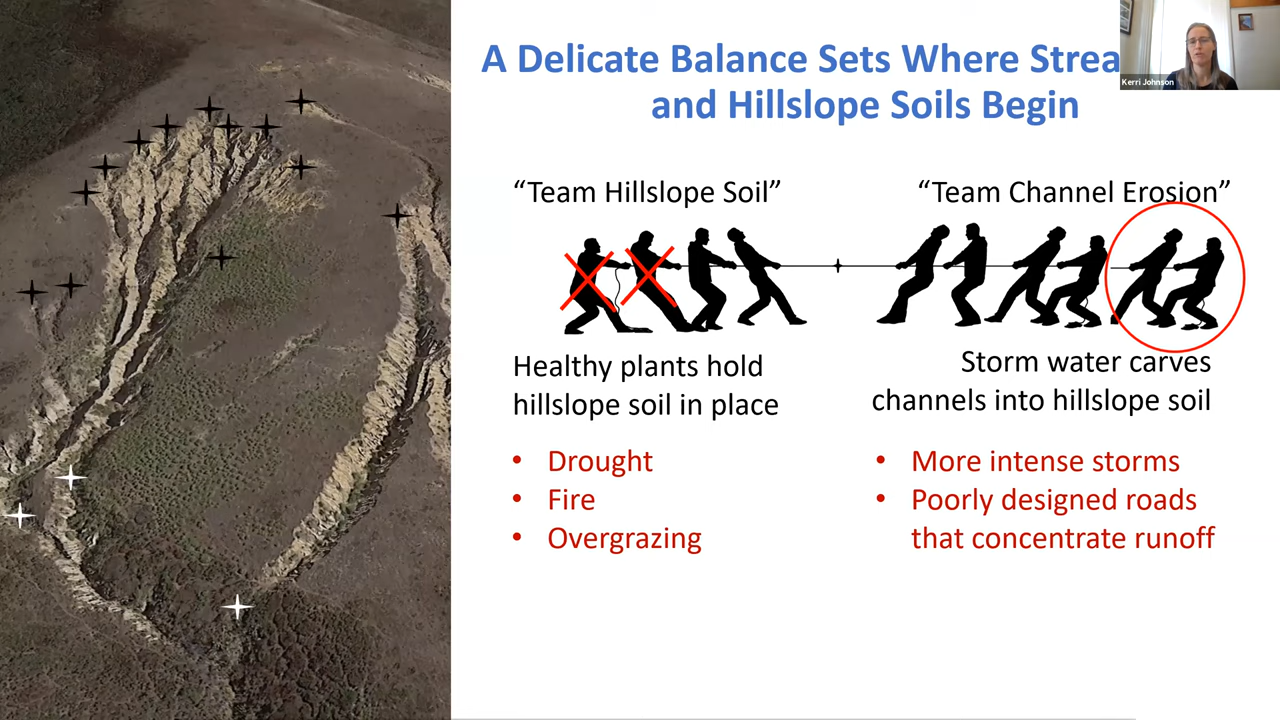 A Delicate Balance Sets Where Strea
and Hillslope Soils Begin
Kerri Johnson
“Team Hillslope Soil”
“Team Channel Erosion”
Healthy plants hold
hillslope soil in place
Storm water carves
channels into hillslope soil
• Drought
• Fire
• Overgrazing
• More intense storms
• Poorly designed roads
that concentrate runoff